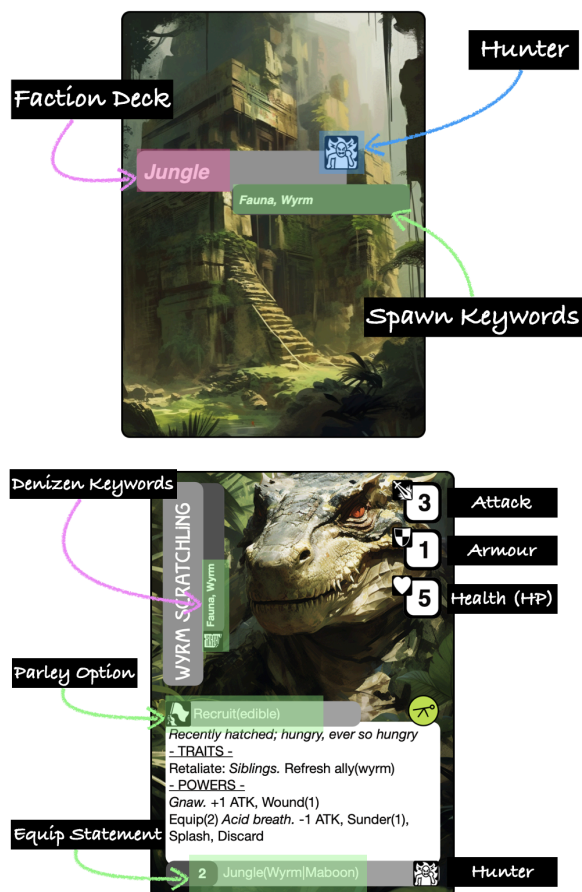 Hunter
Faction Deck
Jungle
Fauna, Wyrm
Spawn Keywords
Denizen Keywords
WYRM SCRATCHLING
Fauna, Wyrm
3
Attack
1
Armour
5
Health (HP)
Parley Option
Recruit(edible)
Recently hatched; hungry, ever so hungry
- TRAITS -
Retaliate: Siblings. Refresh ally(wyrm)
- POWERS -
Gnaw. +1 ATK, Wound(1)
Equip(2) Acid breath. -1 ATK, Sunder(1),
Splash, Discard
Equip Statement
2 Jungle(Wyrm|Maboon)
Hunter